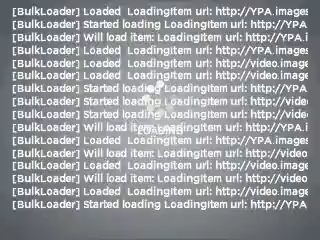 [BulkLoader] Loaded LoadingItem url: http://YPA.images
[BulkLoader] Started loading LoadingItem url: http://YPA
[BulkLoader] Will load item: LoadingItem url: http://YPA.i
[BulkLoader] Loaded LoadingItem url: http://YPA.images
[BulkLoader] Loaded LoadingItem url: http://video.image
[BulkLoader] Loaded LoadingItem url: http://video.image
[BulkLoader] Started loading LoadingItem url: http://YPA
[BulkLoader] Started loading LoadingItem url: http://vide
[BulkLoader] Started loading LoadingItem url: http://vide
[BulkLoader] Will load item: LoadingItem url: http://YPA.i
LOADING
[BulkLoader] Loaded LoadingItem url: http://YPA.images
[BulkLoader] Will load item: LoadingItem url: http://video
[BulkLoader] Loaded LoadingItem url: http://video.image
[BulkLoader] Will load item: LoadingItem url: http://video
[BulkLoader] Loaded LoadingItem url: http://video.image
[BulkLoader] Started loading LoadingItem url: http://YPA